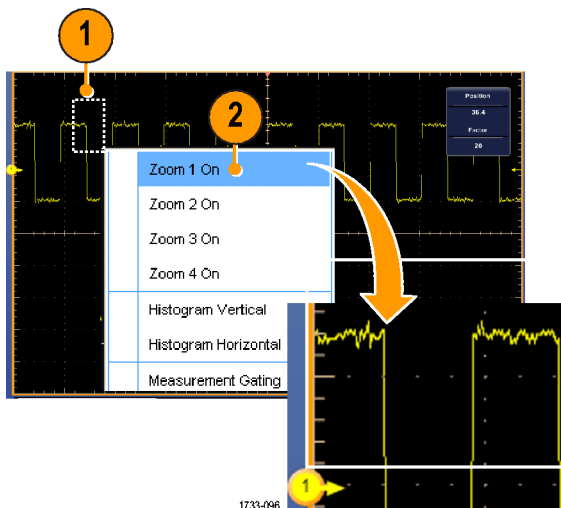 1
2
Position
36.4
Factor
20
Zoom 1 On
Zoom 2 On
Zoom 3 On
Zoom 4 On
Histogram Vertical
Histogram Horizontal
Measurement Gating
1
1733-096